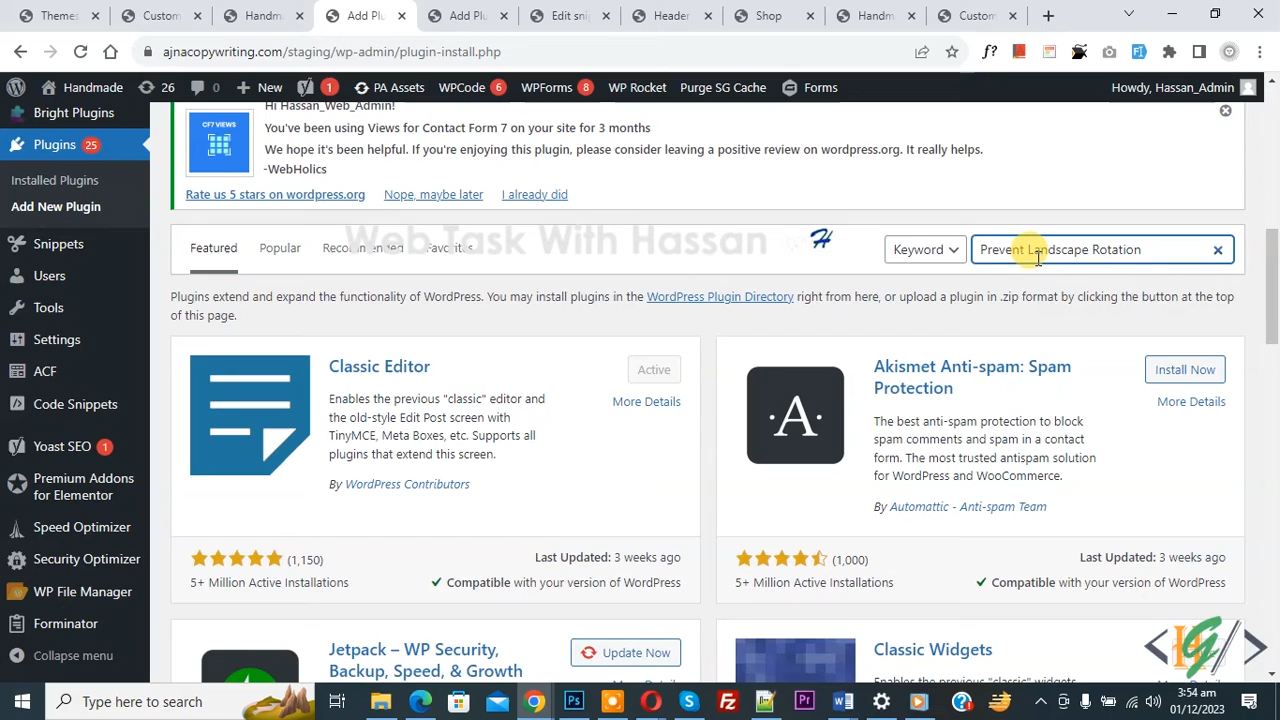 Themes
Custom
Handm
Add Plu
Add Plu
Edit snip
Header
Shop
Handm
Custom
ajnacopywriting.com/staging/wp-admin/plugin-install.php
Handmade
26
0
New
1
PA Assets
WPCode 6
WPForms 8
WP Rocket
Purge SG Cache
Forms
Howdy, Hassan_Admin
Bright Plugins
Plugins 25
Installed Plugins
Add New Plugin
Snippets
Users
Tools
Settings
ACF
Code Snippets
Yoast SEO 1
Premium Addons
for Elementor
Speed Optimizer
Security Optimizer
WP File Manager
Forminator
Collapse menu
Hi Hassan_Web_Admin!
CF7 VIEWS
You've been using Views for Contact Form 7 on your site for 3 months
We hope it's been helpful. If you're enjoying this plugin, please consider leaving a positive review on wordpress.org. It really helps.
-WebHolics
Rate us 5 stars on wordpress.org
Nope, maybe later
I already did
Featured
Popular
Recommended
Favorites
Web Task With Hassan
Keyword
Prevent Landscape Rotation
Plugins extend and expand the functionality of WordPress. You may install plugins in the WordPress Plugin Directory right from here, or upload a plugin in .zip format by clicking the button at the top
of this page.
Classic Editor
Active
More Details
Enables the previous "classic" editor and
the old-style Edit Post screen with
TinyMCE, Meta Boxes, etc. Supports all
plugins that extend this screen.
By WordPress Contributors
(1,150)
Last Updated: 3 weeks ago
5+ Million Active Installations
Compatible with your version of WordPress
Akismet Anti-spam: Spam
Protection
Install Now
More Details
The best anti-spam protection to block
spam comments and spam in a contact
form. The most trusted antispam solution
for WordPress and WooCommerce.
By Automattic - Anti-spam Team
(1,000)
Last Updated: 3 weeks ago
5+ Million Active Installations
Compatible with your version of WordPress
Jetpack – WP Security,
Backup, Speed, & Growth
Update Now
Classic Widgets
Type here to search
3:54 am
01/12/2023